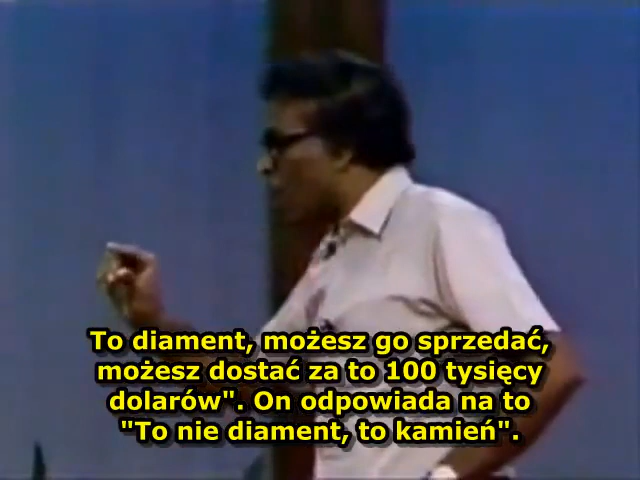 To diament, możesz go sprzedać,
możesz dostać za to 100 tysięcy
dolarów". On odpowiada na to
"To nie diament, to kamień".